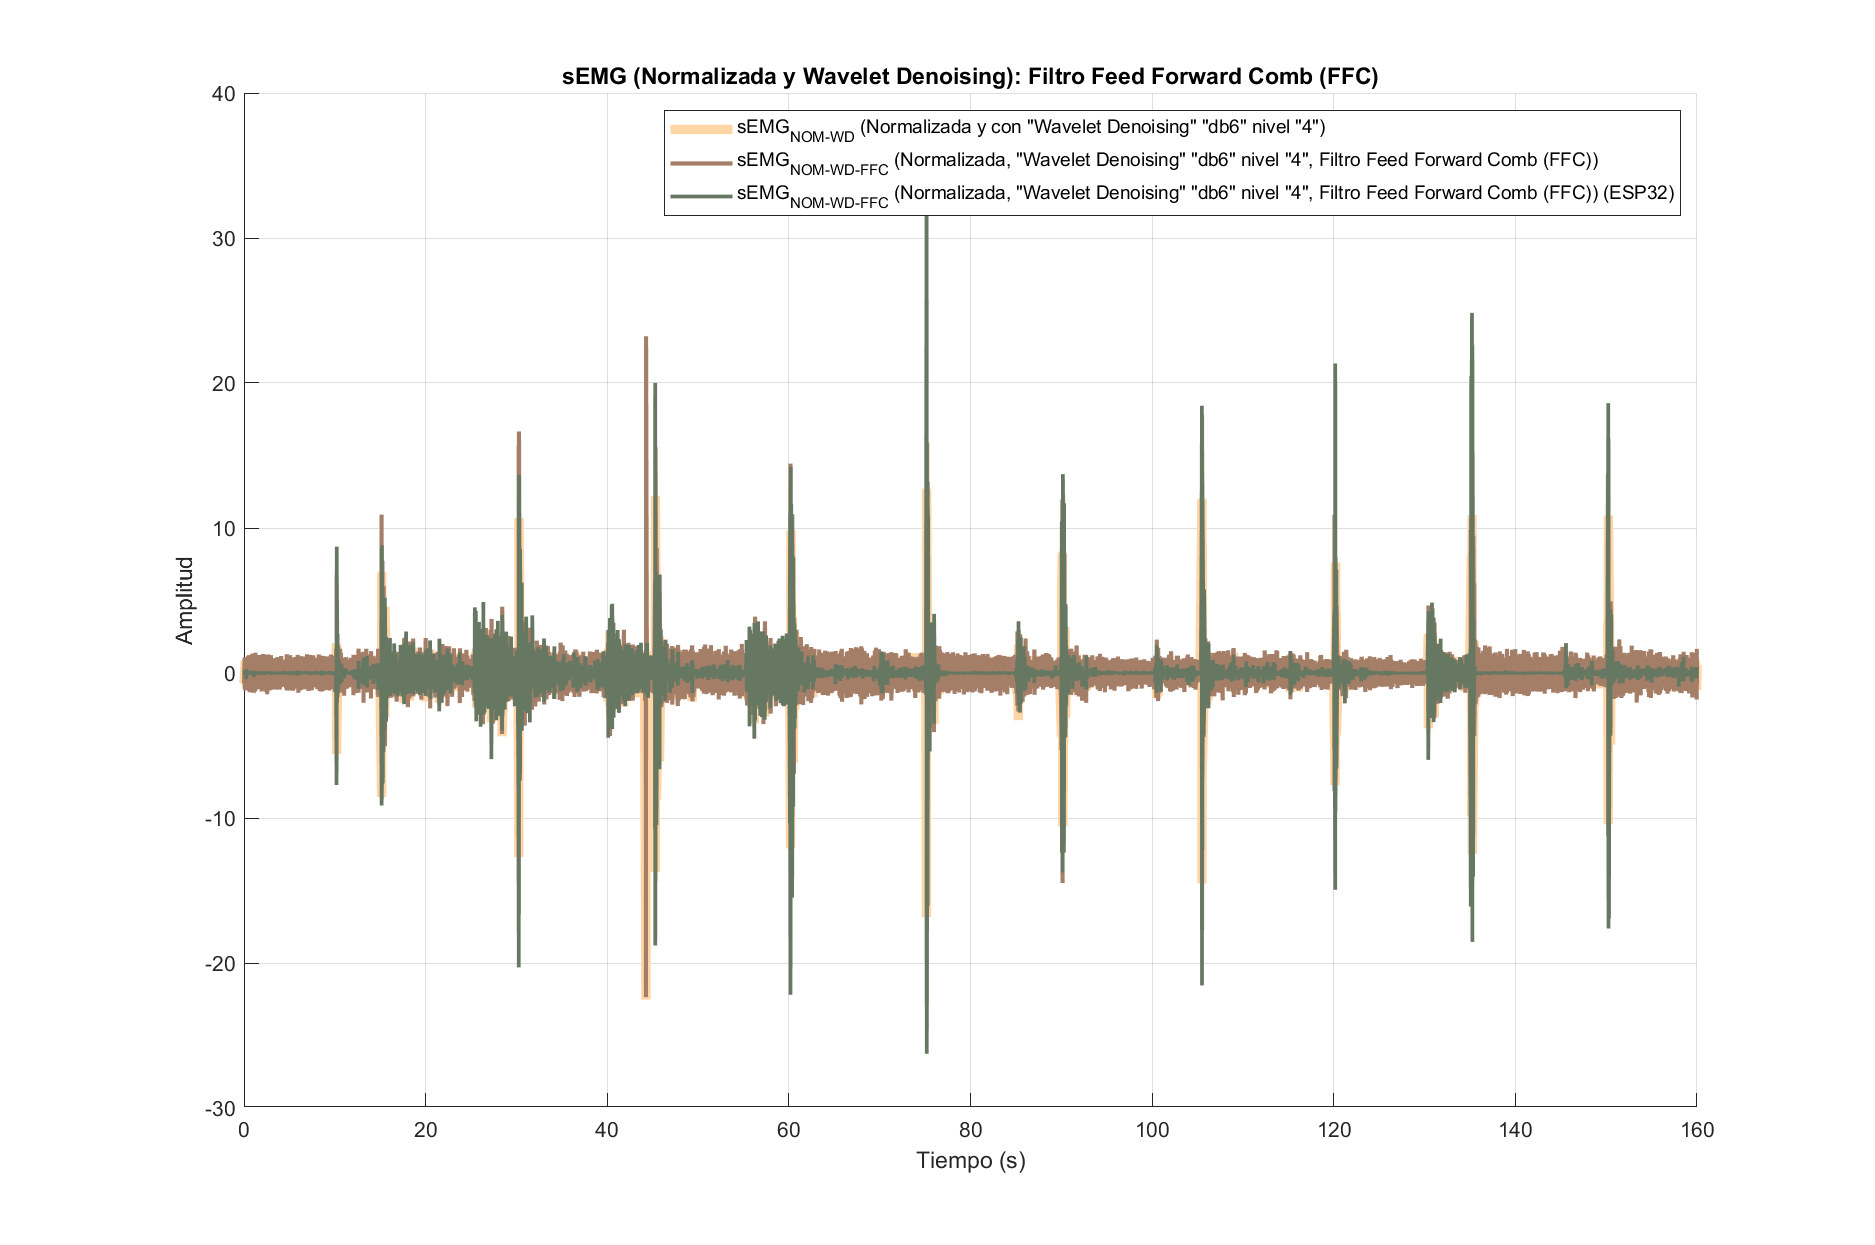 sEMG (Normalizada y Wavelet Denoising): Filtro Feed Forward Comb (FFC)
sEMG_NOM-WD (Normalizada y con "Wavelet Denoising" "db6" nivel "4")
sEMG_NOM-WD-FFC (Normalizada, "Wavelet Denoising" "db6" nivel "4", Filtro Feed Forward Comb (FFC))
sEMG_NOM-WD-FFC (Normalizada, "Wavelet Denoising" "db6" nivel "4", Filtro Feed Forward Comb (FFC)) (ESP32)
40
30
20
10
0
-10
-20
-30
Amplitud
0 20 40 60 80 100 120 140 160
Tiempo (s)